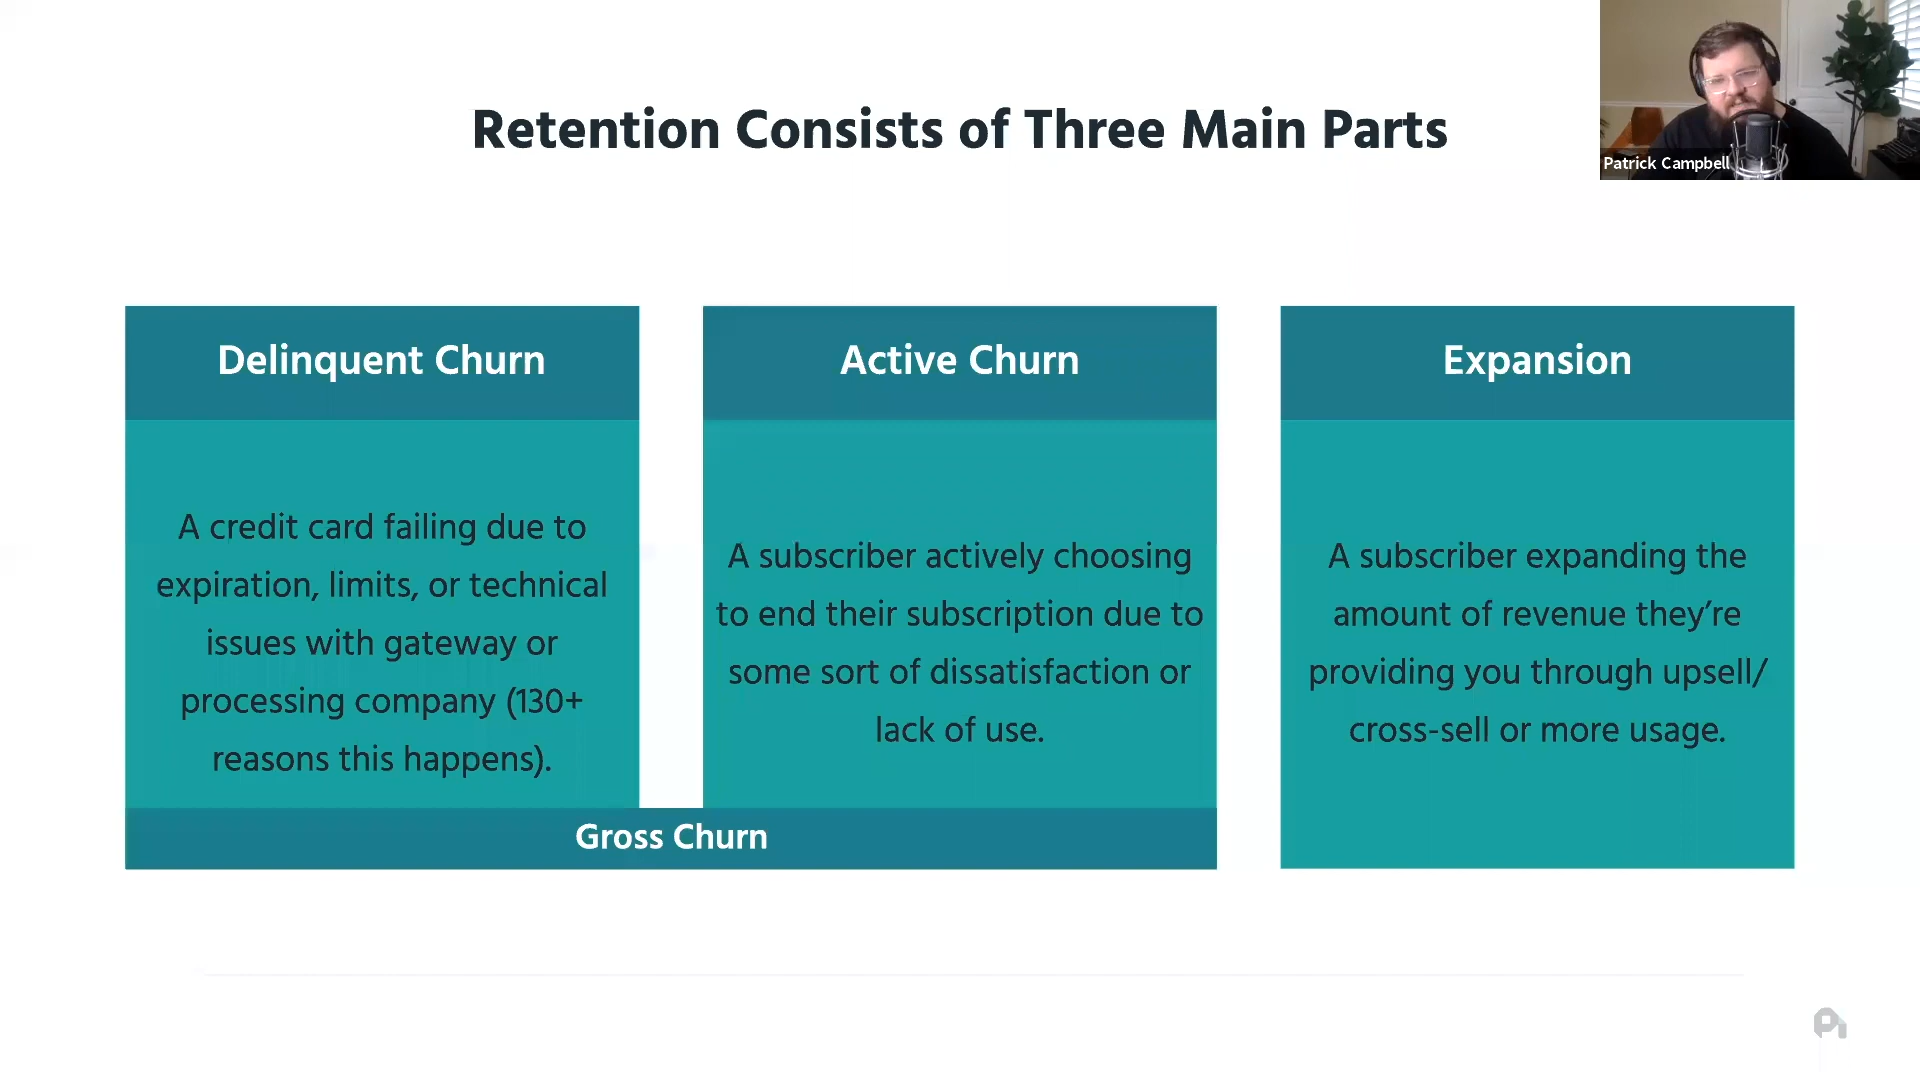 Retention Consists of Three Main Parts
Patrick Campbell
Delinquent Churn
A credit card failing due to
expiration, limits, or technical
issues with gateway or
processing company (130+
reasons this happens).
Active Churn
A subscriber actively choosing
to end their subscription due to
some sort of dissatisfaction or
lack of use.
Gross Churn
Expansion
A subscriber expanding the
amount of revenue they’re
providing you through upsell/
cross-sell or more usage.